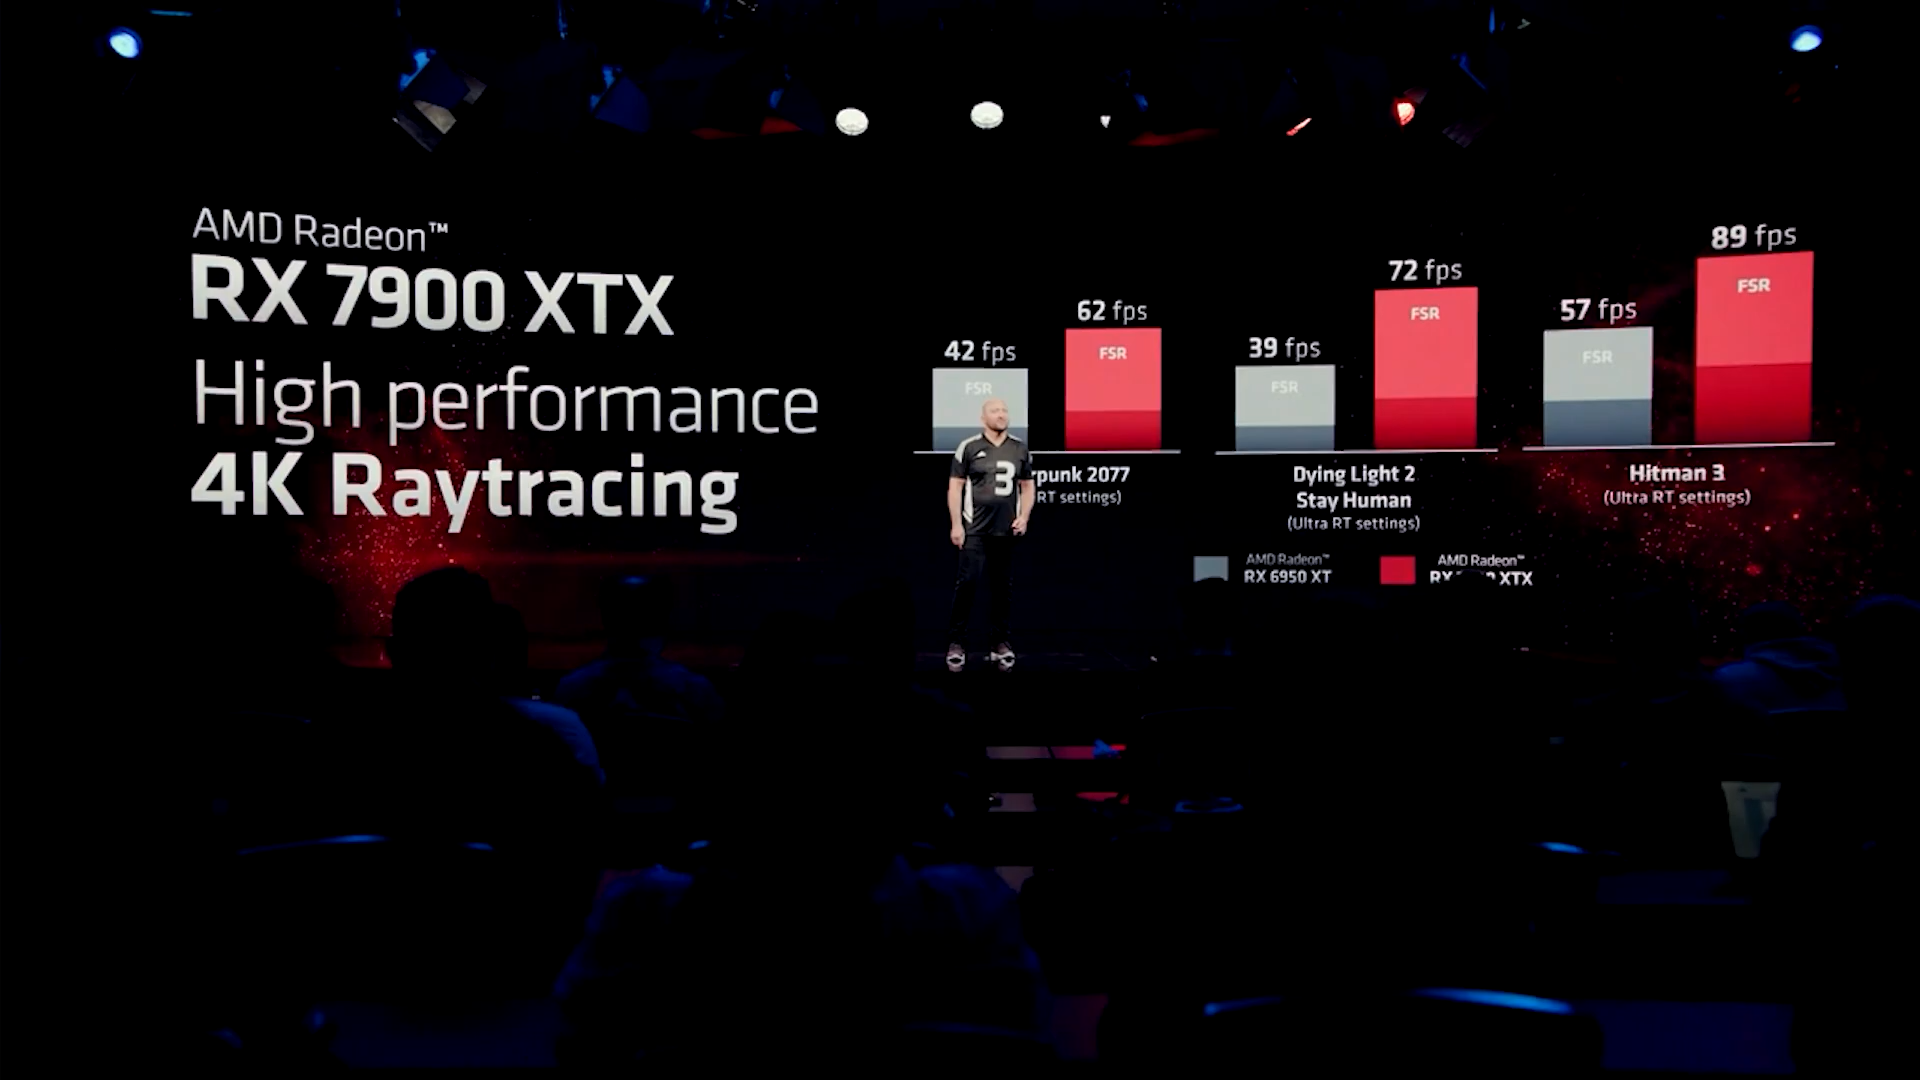 AMD Radeon™
RX 7900 XTX
High performance
4K Raytracing
42 fps
FSR
62 fps
FSR
39 fps
FSR
72 fps
FSR
57 fps
FSR
89 fps
FSR
rpunk 2077
RT settings)
Dying Light 2
Stay Human
(Ultra RT settings)
Hitman 3
(Ultra RT settings)
AMD Radeon™
RX 6950 XT
AMD Radeon™
XTX
3